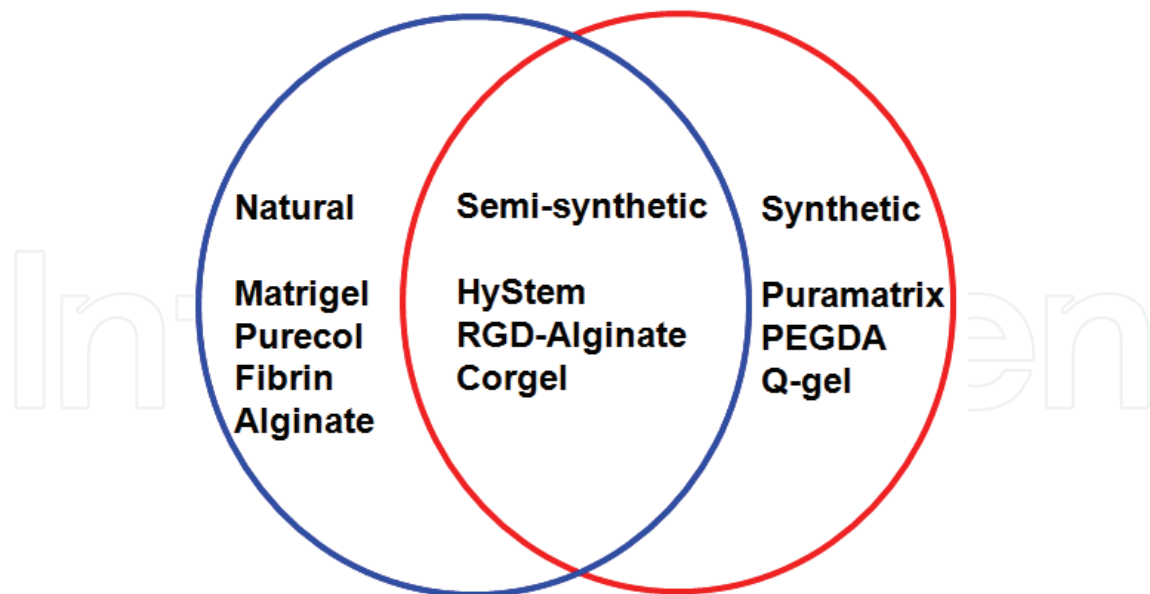 Natural
Matrigel
Purecol
Fibrin
Alginate
Semi-synthetic
HyStem
RGD-Alginate
Corgel
Synthetic
Puramatrix
PEGDA
Q-gel